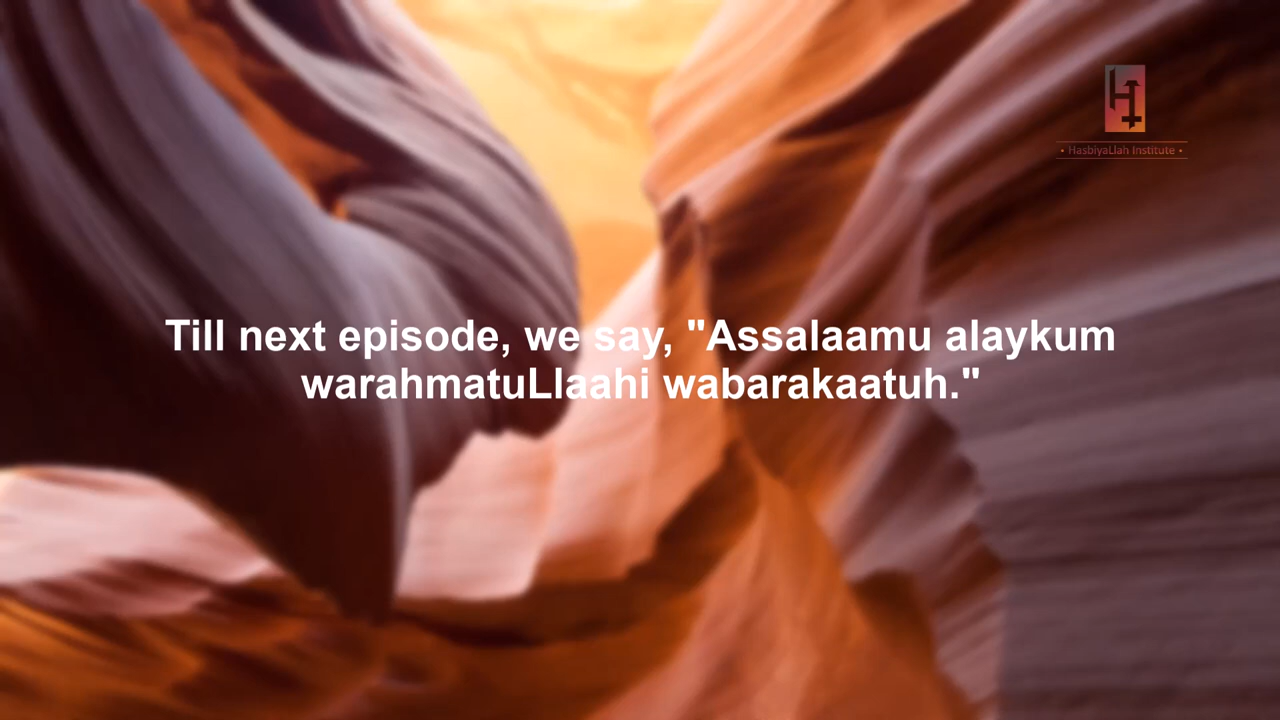 • HasbiyaLlah Institute •
Till next episode, we say, "Assalaamu alaykum
warahmatuLlaahi wabarakaatuh."